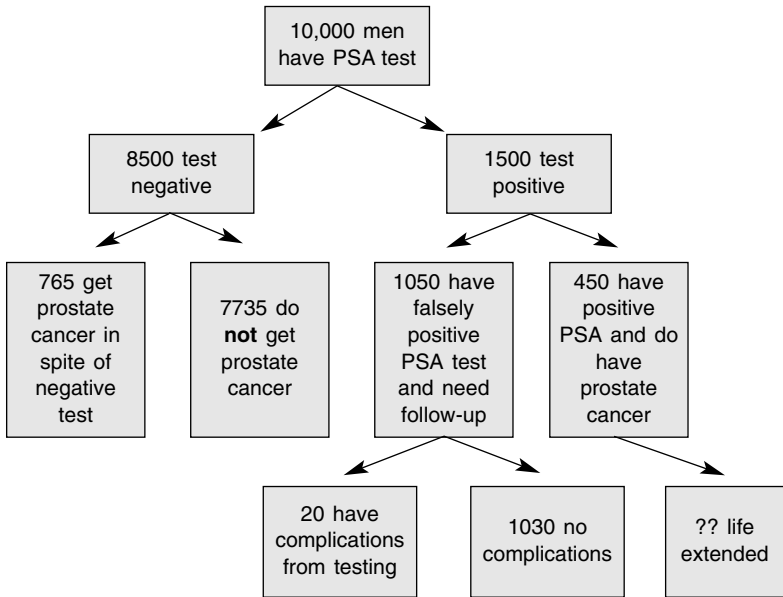 10,000 men
have PSA test
8500 test
negative
1500 test
positive
765 get
prostate
cancer in
spite of
negative
test
7735 do
not get
prostate
cancer
1050 have
falsely
positive
PSA test
and need
follow-up
450 have
positive
PSA and do
have
prostate
cancer
20 have
complications
from testing
1030 no
complications
?? life
extended